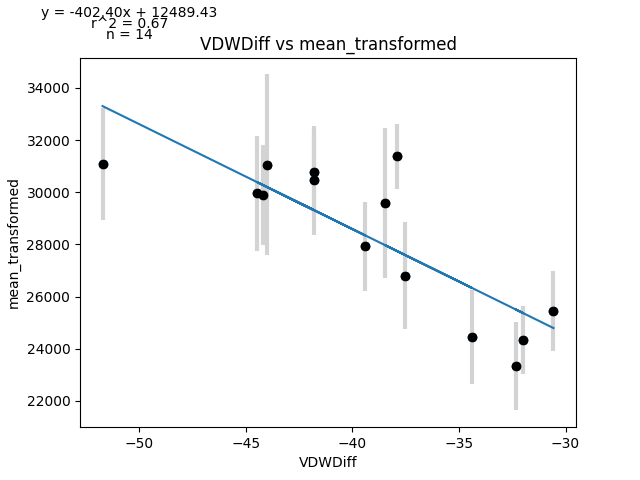 y = -402.40x + 12489.43
r^2 = 0.67
n = 14
VDWDiff vs mean_transformed
34000
32000
30000
28000
26000
24000
22000
mean_transformed
−50
−45
−40
−35
−30
VDWDiff